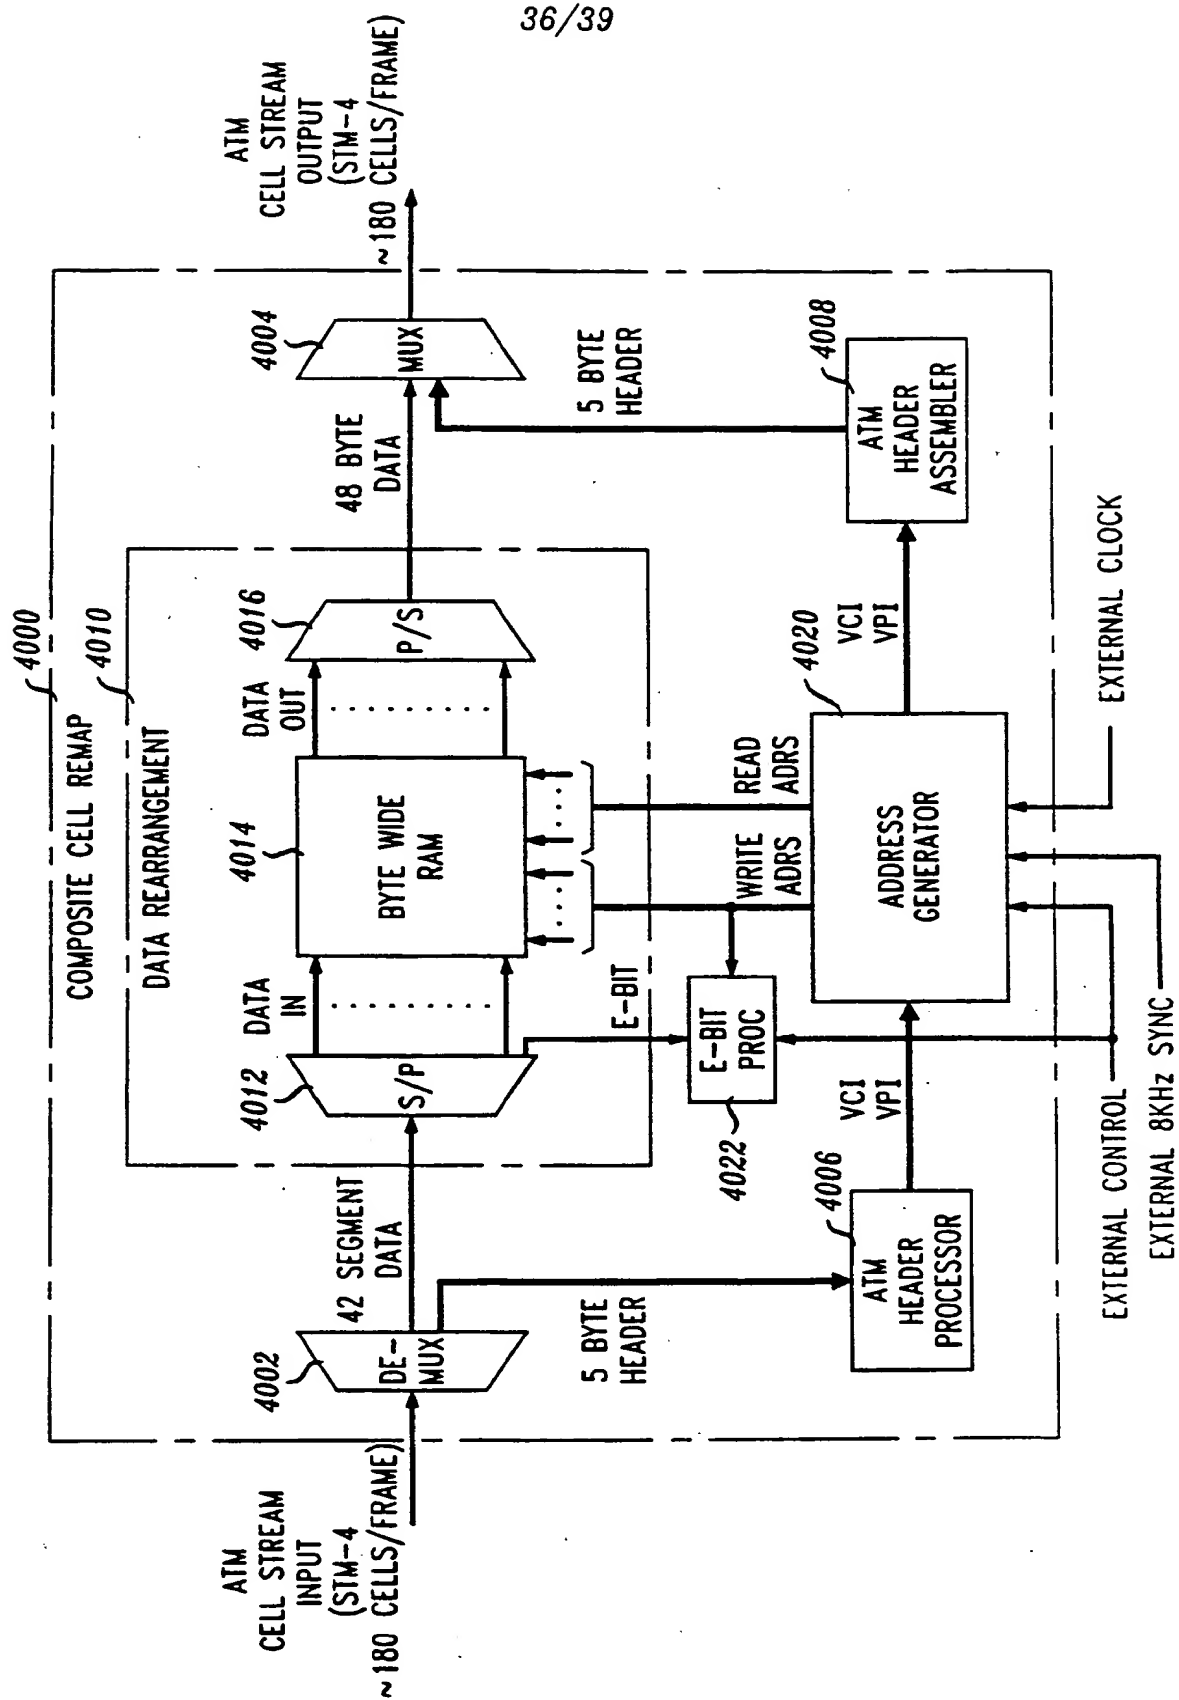 36/39
ATM
CELL STREAM
INPUT
(STM-4
~180 CELLS/FRAME)
ATM
CELL STREAM
OUTPUT
(STM-4
~180 CELLS/FRAME)
4000
COMPOSITE CELL REMAP
4010
DATA REARRANGEMENT
4002
DE-
MUX
42 SEGMENT
DATA
4012
S/P
DATA
IN
4014
BYTE WIDE
RAM
DATA
OUT
4016
P/S
48 BYTE
DATA
4004
MUX
5 BYTE
HEADER
E-BIT
4022
E-BIT
PROC
WRITE
ADRS
READ
ADRS
5 BYTE
HEADER
4006
ATM
HEADER
PROCESSOR
VCI
VPI
4020
ADDRESS
GENERATOR
VCI
VPI
4008
ATM
HEADER
ASSEMBLER
EXTERNAL CONTROL
EXTERNAL 8KHz SYNC
EXTERNAL CLOCK